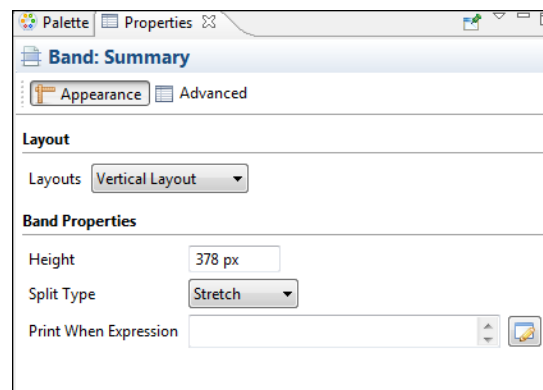 Palette Properties
Band: Summary
Appearance Advanced
Layout
Layouts Vertical Layout
Band Properties
Height 378 px
Split Type Stretch
Print When Expression